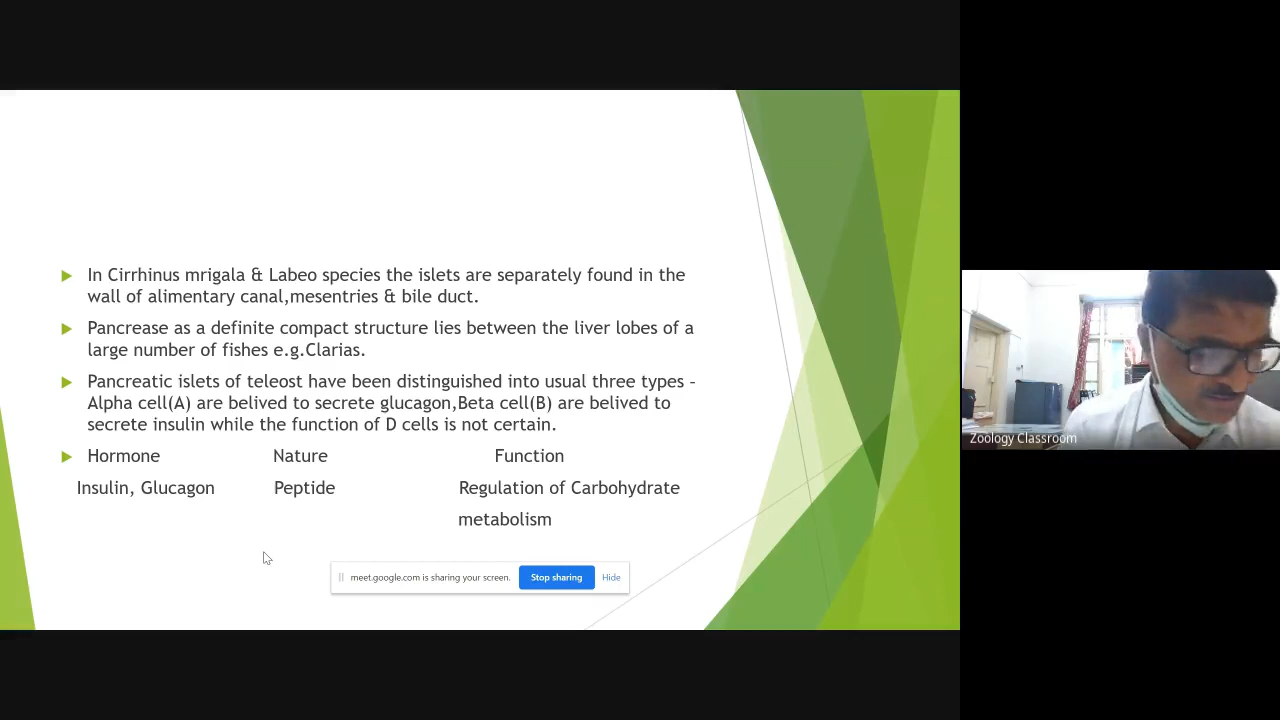 In Cirrhinus mrigala & Labeo species the islets are separately found in the
wall of alimentary canal,mesentries & bile duct.
Pancrease as a definite compact structure lies between the liver lobes of a
large number of fishes e.g.Clarias.
Pancreatic islets of teleost have been distinguished into usual three types –
Alpha cell(A) are belived to secrete glucagon,Beta cell(B) are belived to
secrete insulin while the function of D cells is not certain.
Hormone Nature Function
Insulin, Glucagon Peptide Regulation of Carbohydrate
metabolism
meet.google.com is sharing your screen. Stop sharing Hide
Zoology Classroom